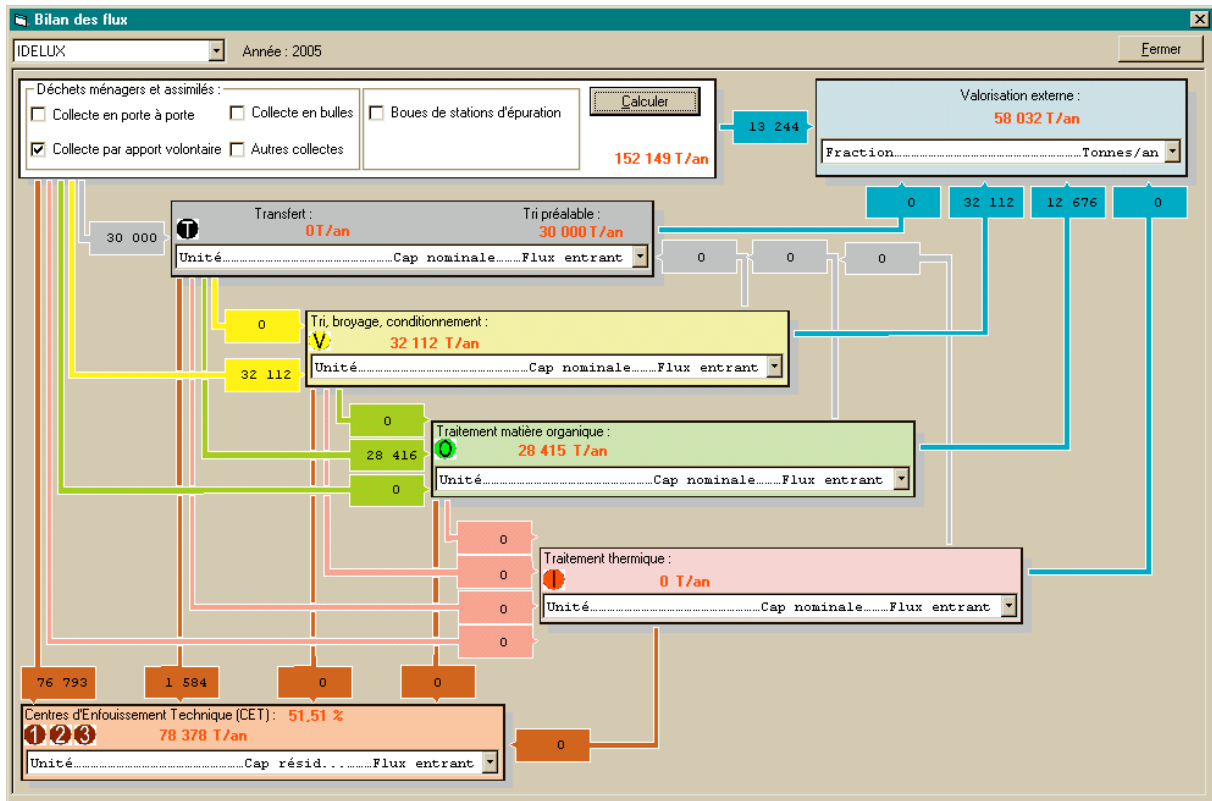 Bilan des flux
IDELUX
Année : 2005
Fermer
Déchets ménagers et assimilés :
Collecte en porte à porte
Collecte en bulles
Boues de stations d'épuration
Calculer
Collecte par apport volontaire
Autres collectes
152 149 T/an
13 244
Valorisation externe :
58 032 T/an
Fraction..........Tonnes/an
0
32 112
12 676
0
30 000
T
Transfert :
0T/an
Tri préalable :
30 000 T/an
Unité..........Cap nominale.....Flux entrant
0
0
0
0
32 112
Tri, broyage, conditionnement :
V
32 112 T/an
Unité..........Cap nominale.....Flux entrant
0
28 416
0
Traitement matière organique :
O
28 415 T/an
Unité..........Cap nominale.....Flux entrant
0
0
0
0
Traitement thermique :
I
0 T/an
Unité..........Cap nominale.....Flux entrant
76 793
1 584
0
0
Centres d'Enfouissement Technique (CET) : 51,51 %
1 2 3
78 378 T/an
Unité..........Cap résid........Flux entrant
0